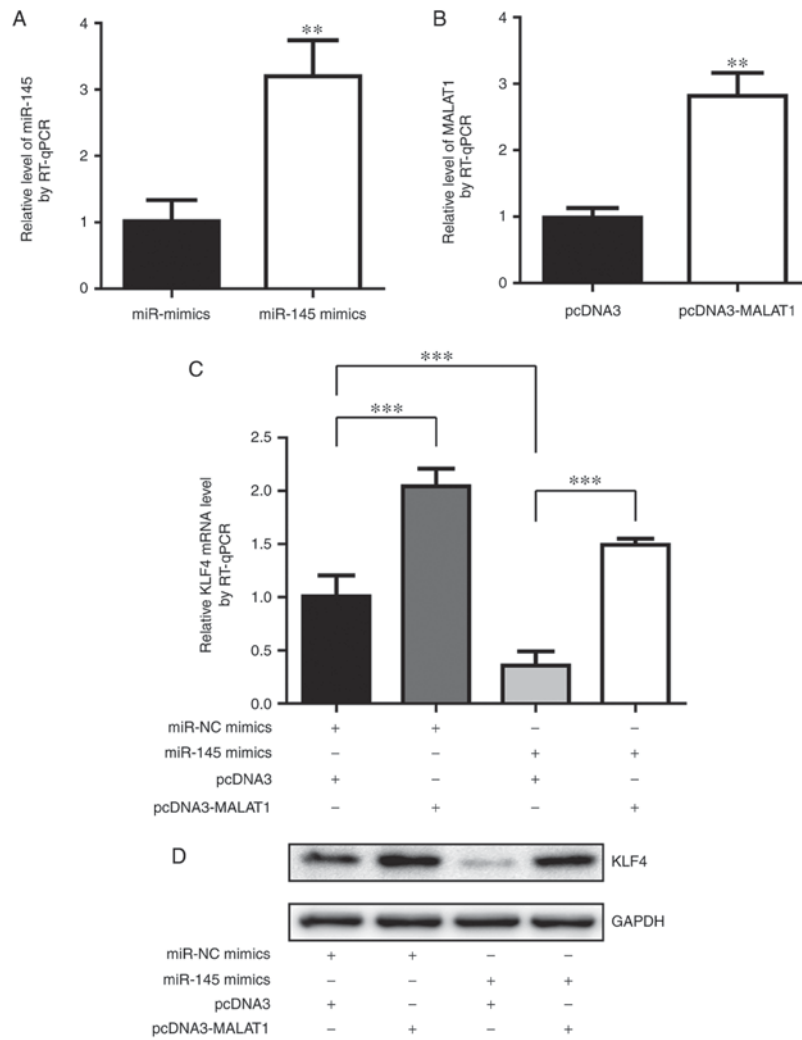 A
Relative level of miR-145
by RT-qPCR
4
3
2
1
0
**
miR-mimics miR-145 mimics
B
Relative level of MALAT1
by RT-qPCR
4
3
2
1
0
**
pcDNA3 pcDNA3-MALAT1
C
Relative KLF4 mRNA level
by RT-qPCR
2.5
2.0
1.5
1.0
0.5
0.0
***
***
***
miR-NC mimics + + – –
miR-145 mimics – – + +
pcDNA3 + – + –
pcDNA3-MALAT1 – + – +
D
KLF4
GAPDH
miR-NC mimics + + – –
miR-145 mimics – – + +
pcDNA3 + – + –
pcDNA3-MALAT1 – + – +